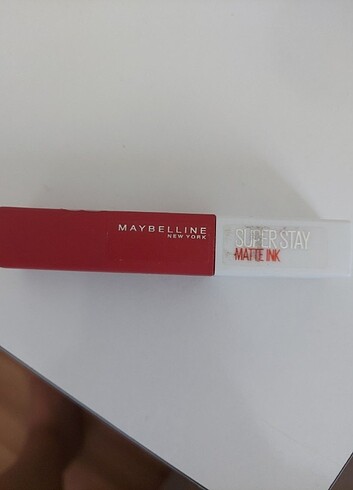 MAYBELLINE
NEW YORK
SUPER STAY
MATTE INK